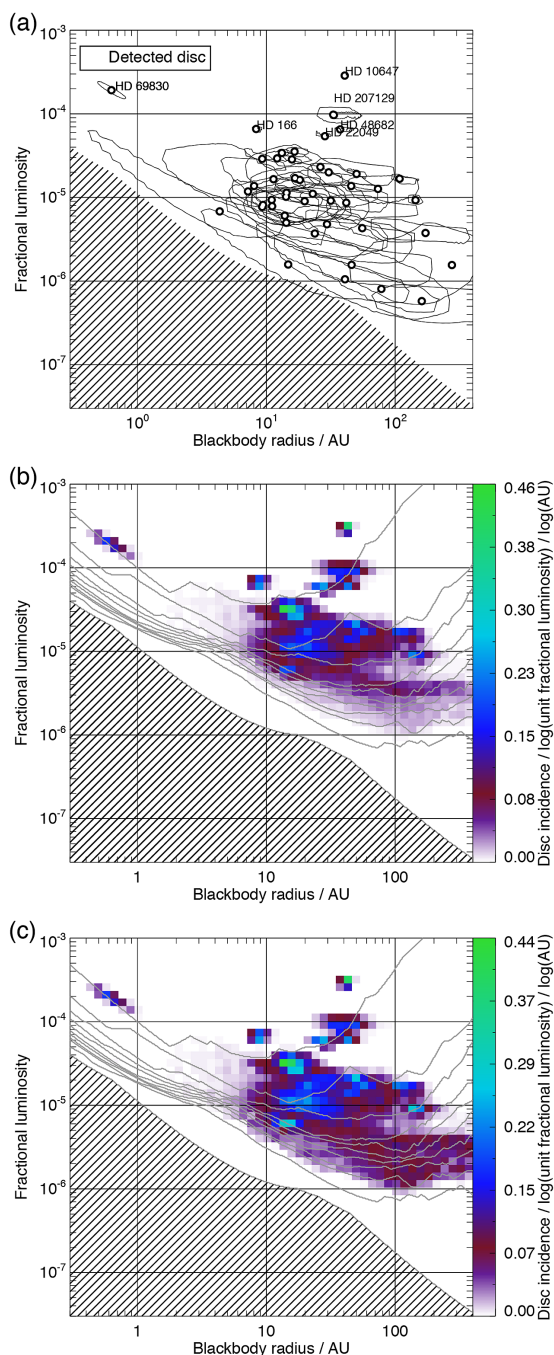 (a)
10^-3
10^-4
10^-5
10^-6
10^-7
Fractional luminosity
Detected disc
HD 69830
HD 10647
HD 207129
HD 166
HD 48682
HD 22049
10^0
10^1
10^2
Blackbody radius / AU
(b)
10^-3
10^-4
10^-5
10^-6
10^-7
Fractional luminosity
1
10
100
Blackbody radius / AU
0.46
0.38
0.30
0.23
0.15
0.08
0.00
Disc incidence / log(unit fractional luminosity) / log(AU)
(c)
10^-3
10^-4
10^-5
10^-6
10^-7
Fractional luminosity
1
10
100
Blackbody radius / AU
0.44
0.37
0.29
0.22
0.15
0.07
0.00
Disc incidence / log(unit fractional luminosity) / log(AU)